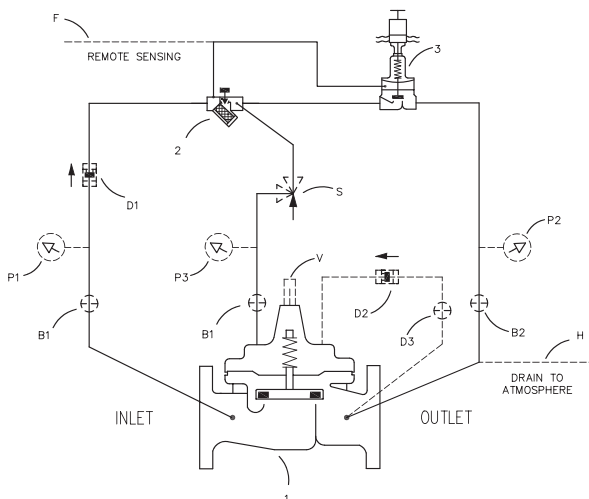 F
REMOTE SENSING
3
2
D1
S
P1
P3
V
P2
D2
D3
B1
B1
B2
H
DRAIN TO
ATMOSPHERE
INLET
OUTLET
1